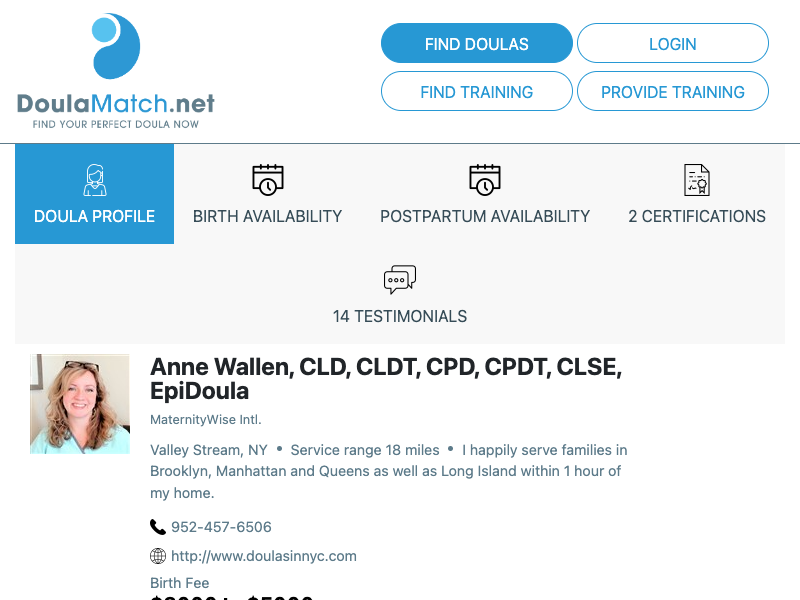 DoulaMatch.net
FIND YOUR PERFECT DOULA NOW
FIND DOULAS
LOGIN
FIND TRAINING
PROVIDE TRAINING
DOULA PROFILE
BIRTH AVAILABILITY
POSTPARTUM AVAILABILITY
2 CERTIFICATIONS
14 TESTIMONIALS
Anne Wallen, CLD, CLDT, CPD, CPDT, CLSE,
EpiDoula
MaternityWise Intl.
Valley Stream, NY • Service range 18 miles • I happily serve families in
Brooklyn, Manhattan and Queens as well as Long Island within 1 hour of
my home.
952-457-6506
http://www.doulasinnyc.com
Birth Fee